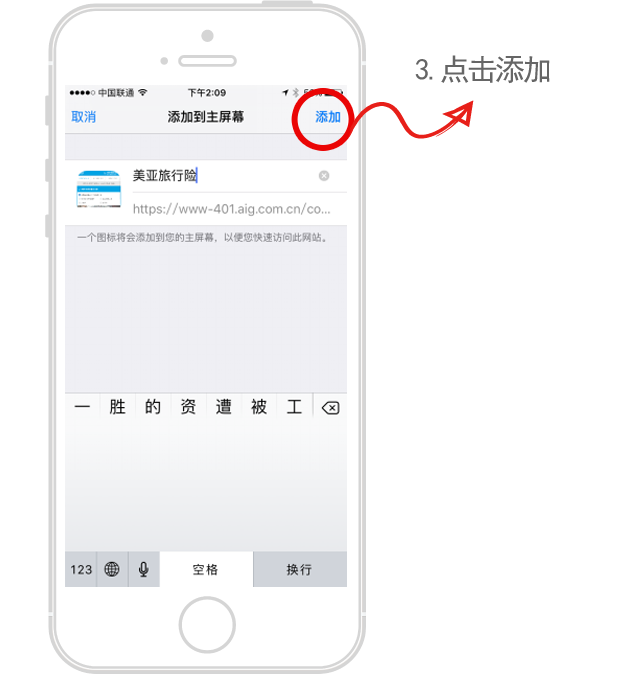 3. 点击添加
中国联通 下午2:09
取消 添加到主屏幕 添加
美亚旅行险
https://www-401.aig.com.cn/co...
一个图标将会添加到您的主屏幕，以便您快速访问此网站。
一 胜 的 资 遭 被 工
123 空格 换行